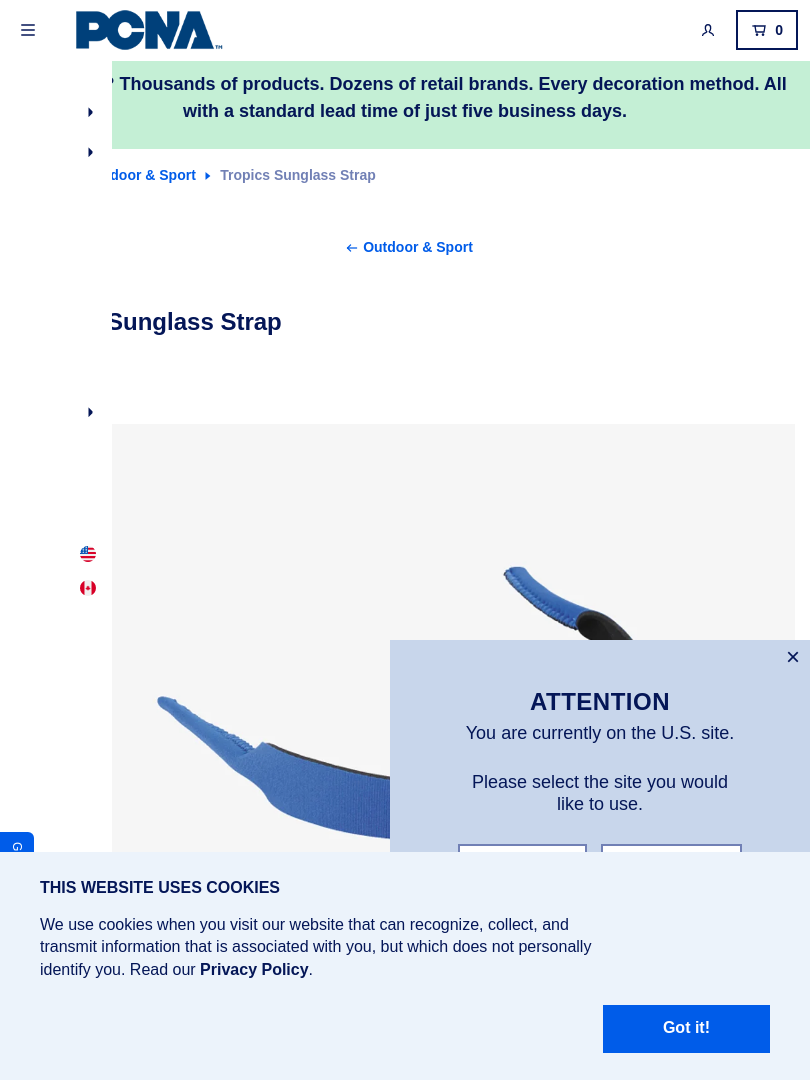 PCNA™
0
? Thousands of products. Dozens of retail brands. Every decoration method. All
with a standard lead time of just five business days.
door & Sport Tropics Sunglass Strap
Outdoor & Sport
Sunglass Strap
ATTENTION
You are currently on the U.S. site.
Please select the site you would
like to use.
G
THIS WEBSITE USES COOKIES
We use cookies when you visit our website that can recognize, collect, and
transmit information that is associated with you, but which does not personally
identify you. Read our Privacy Policy.
Got it!